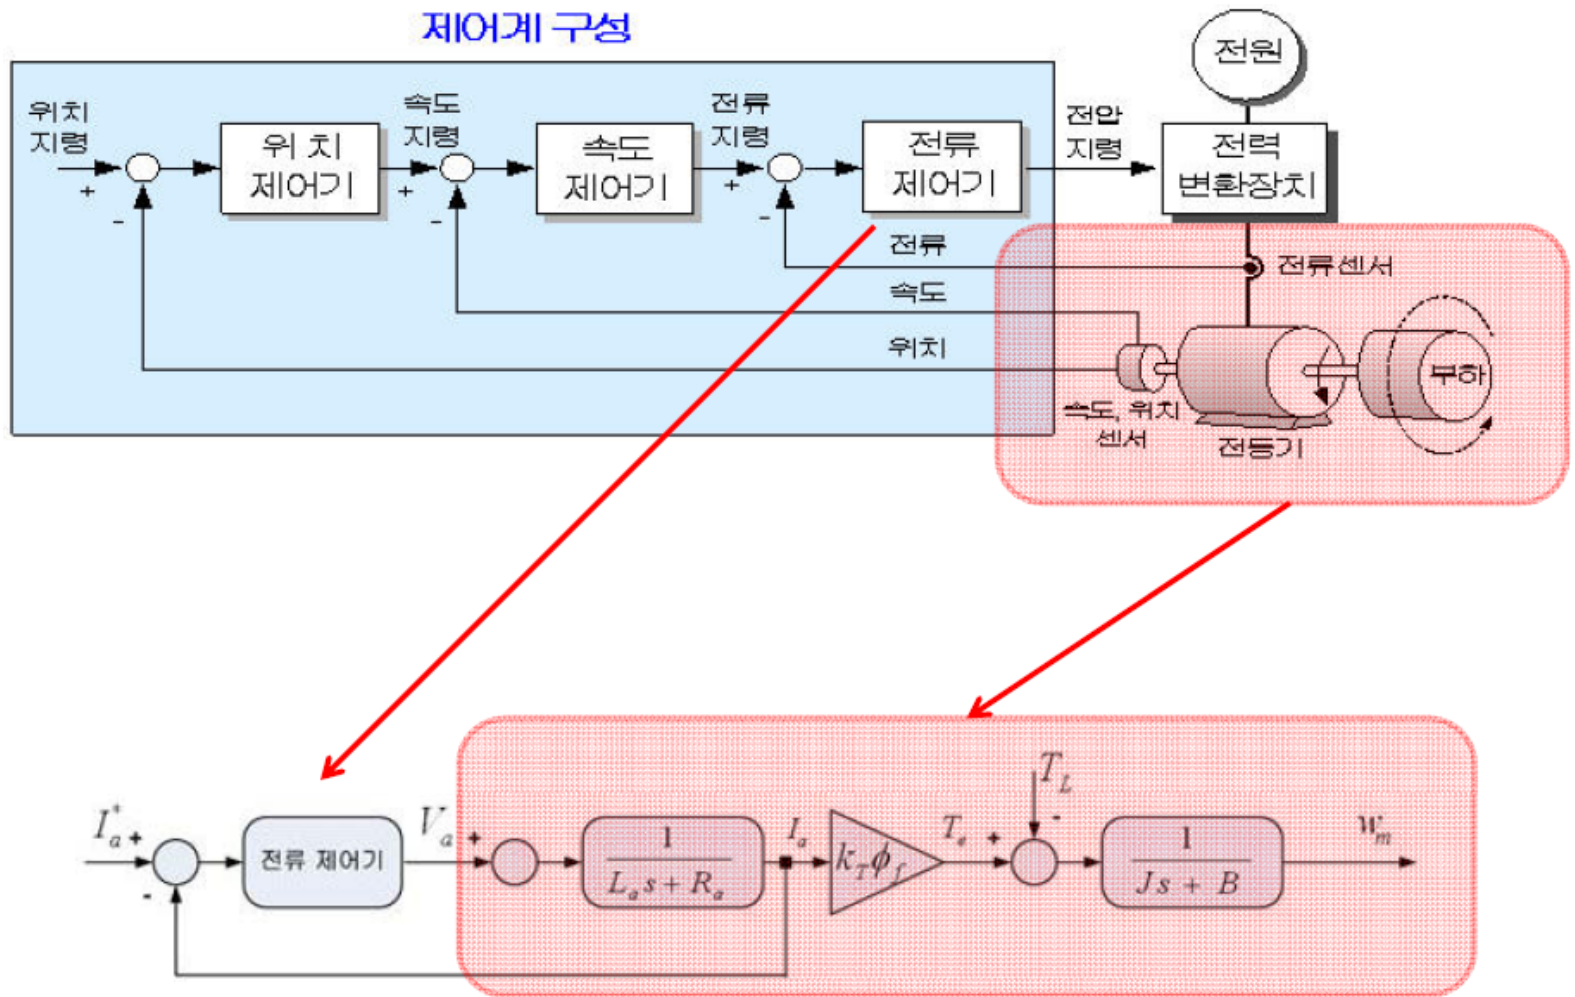 제어계 구성
전원
위치
지령
속도
지령
전류
지령
전압
지령
위 치
제어기
속도
제어기
전류
제어기
전력
변환장치
+
-
+
-
+
-
전류
전류센서
속도
위치
부하
속도, 위치
센서
전동기
T_L
I_a^*
+
-
전류 제어기
V_a
+
1
L_a s + R_a
I_a
k_T ϕ_f
T_e
+
-
1
Js + B
w_m